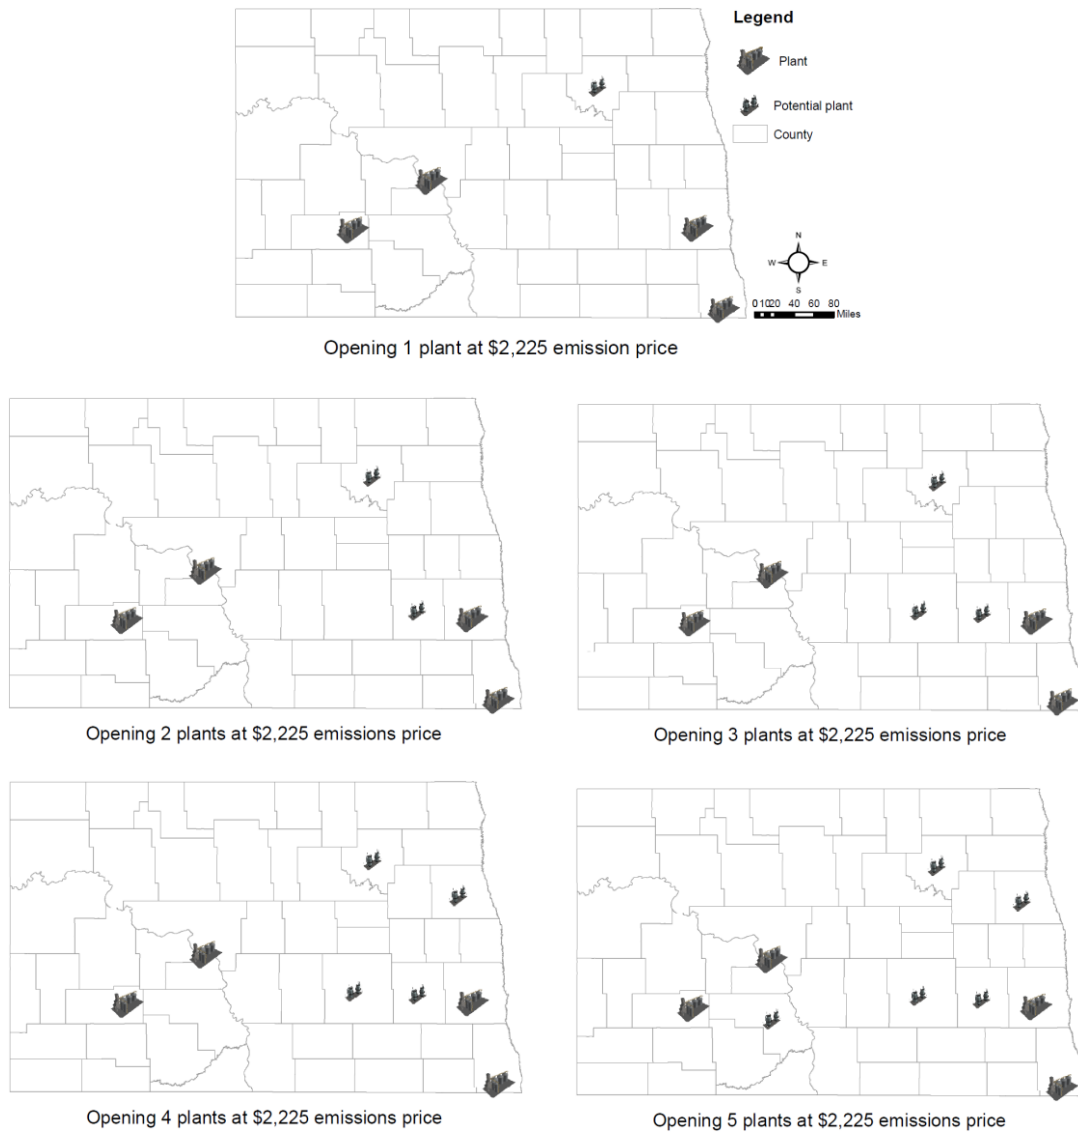 Legend
Plant
Potential plant
County
N
W E
S
0 10 20 40 60 80
Miles
Opening 1 plant at $2,225 emission price
Opening 2 plants at $2,225 emissions price
Opening 3 plants at $2,225 emissions price
Opening 4 plants at $2,225 emissions price
Opening 5 plants at $2,225 emissions price